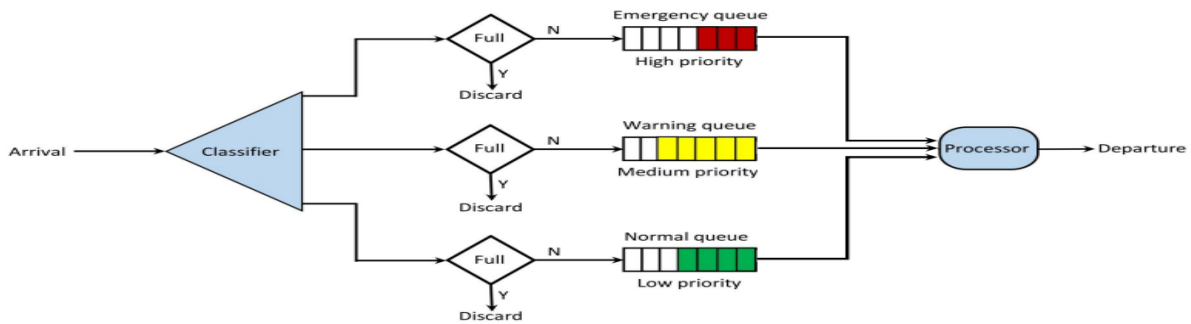 Emergency queue
Full
N
High priority
Y
Discard
Warning queue
Arrival
Classifier
Full
N
Processor
Departure
Medium priority
Y
Discard
Normal queue
Full
N
Low priority
Y
Discard